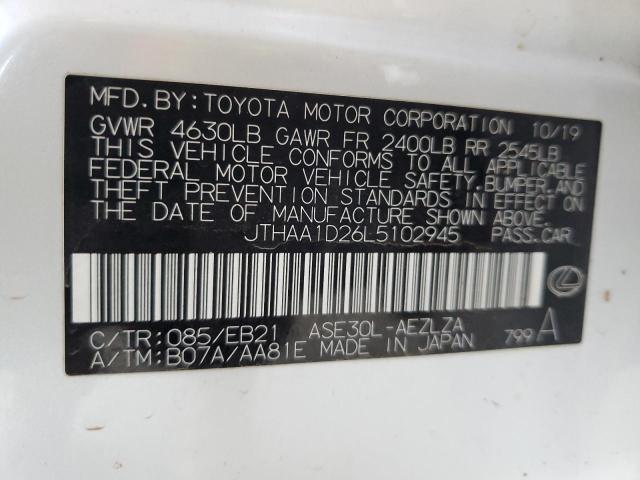 MFD. BY: TOYOTA MOTOR CORPORATION 10/19
GVWR 4630LB GAWR FR 2400LB RR 2545LB
THIS VEHICLE CONFORMS TO ALL APPLICABLE
FEDERAL MOTOR VEHICLE SAFETY, BUMPER, AND
THEFT PREVENTION STANDARDS IN EFFECT ON
THE DATE OF MANUFACTURE SHOWN ABOVE.
JTHAA1D26L5102945 PASS. CAR
C/TR: 085/EB21 ASE30L-AEZLZA
A/TM: B07A/AA81E MADE IN JAPAN 799 A